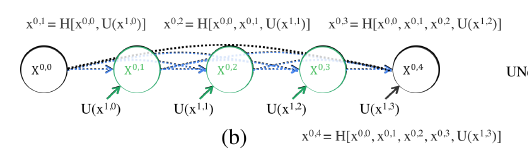 x^{0,1} = H[x^{0,0}, U(x^{1,0})] x^{0,2} = H[x^{0,0}, x^{0,1}, U(x^{1,1})] x^{0,3} = H[x^{0,0}, x^{0,1}, x^{0,2}, U(x^{1,2})]
X^{0,0} X^{0,1} X^{0,2} X^{0,3} X^{0,4}
U(x^{1,0}) U(x^{1,1}) U(x^{1,2}) U(x^{1,3})
(b) x^{0,4} = H[x^{0,0}, x^{0,1}, x^{0,2}, x^{0,3}, U(x^{1,3})]